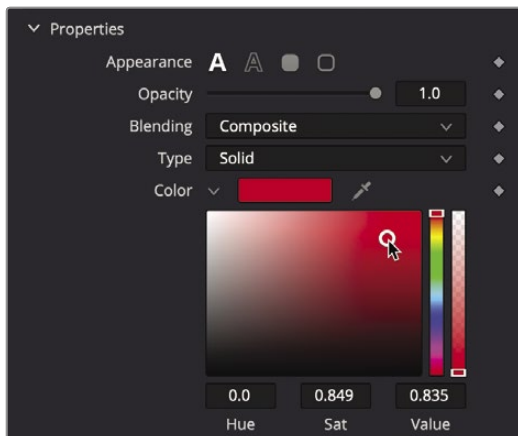 Properties
Appearance A A
Opacity 1.0
Blending Composite
Type Solid
Color
0.0 0.849 0.835
Hue Sat Value